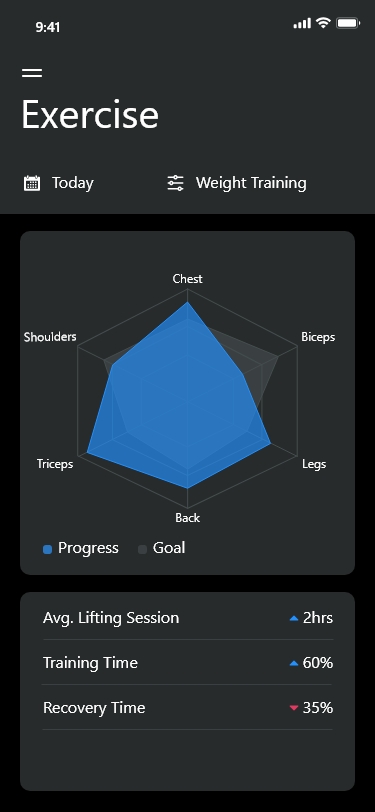 9:41
Exercise
Today
Weight Training
Chest
Shoulders
Biceps
Triceps
Legs
Back
Progress
Goal
Avg. Lifting Session 2hrs
Training Time 60%
Recovery Time 35%